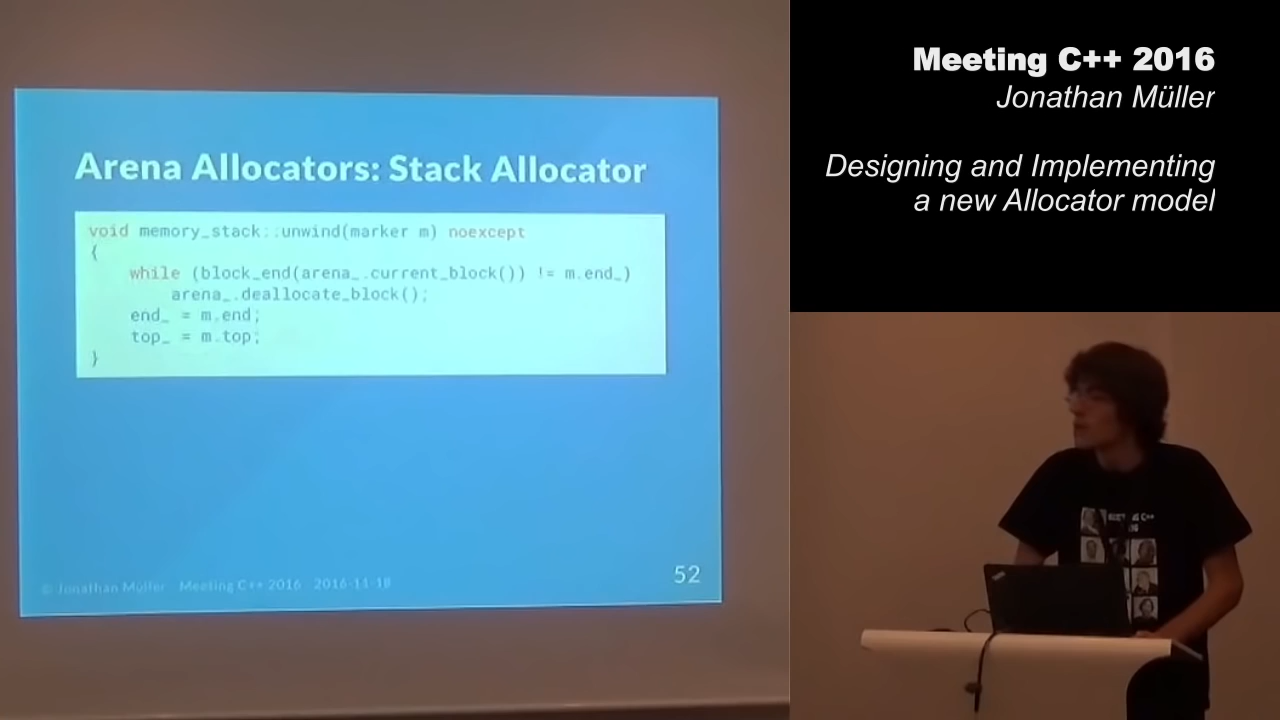 Meeting C++ 2016
Jonathan Müller
Designing and Implementing
a new Allocator model
Arena Allocators: Stack Allocator
void memory_stack::unwind(marker m) noexcept
{
    while (block_end(arena_.current_block()) != m.end_)
        arena_.deallocate_block();
    end_ = m.end;
    top_ = m.top;
}
© Jonathan Müller Meeting C++ 2016 2016-11-18
52